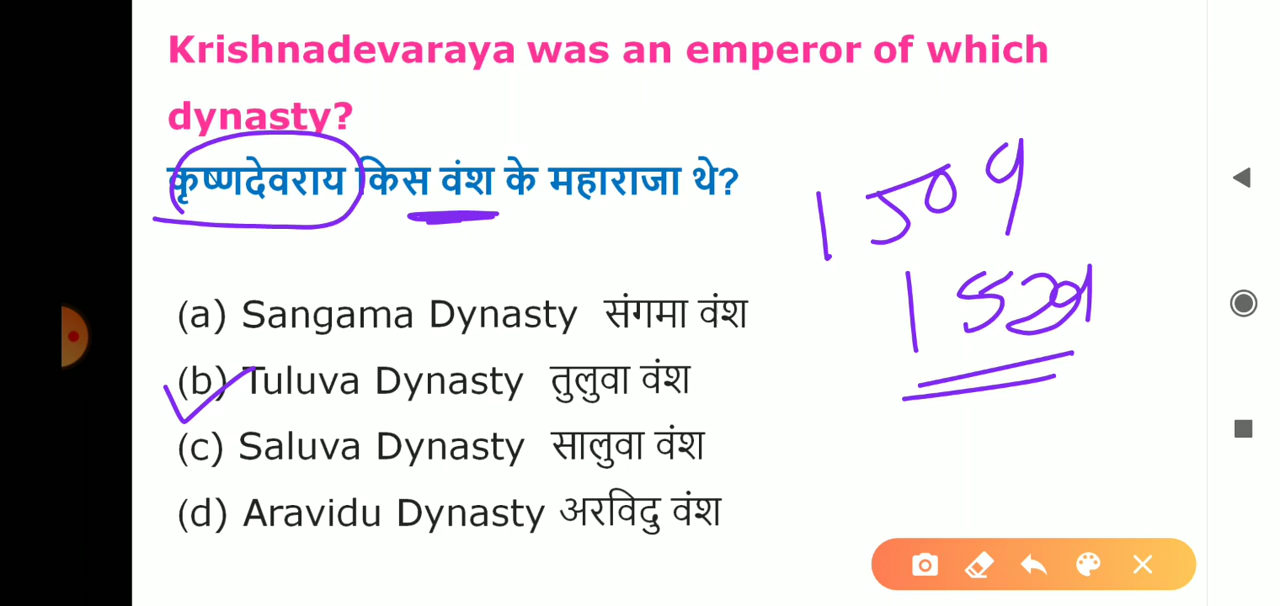 Krishnadevaraya was an emperor of which
dynasty?
कृष्णदेवराय किस वंश के महाराजा थे?
1509
1529
(a) Sangama Dynasty संगमा वंश
(b) Tuluva Dynasty तुलुवा वंश
(c) Saluva Dynasty सालुवा वंश
(d) Aravidu Dynasty अरविदु वंश